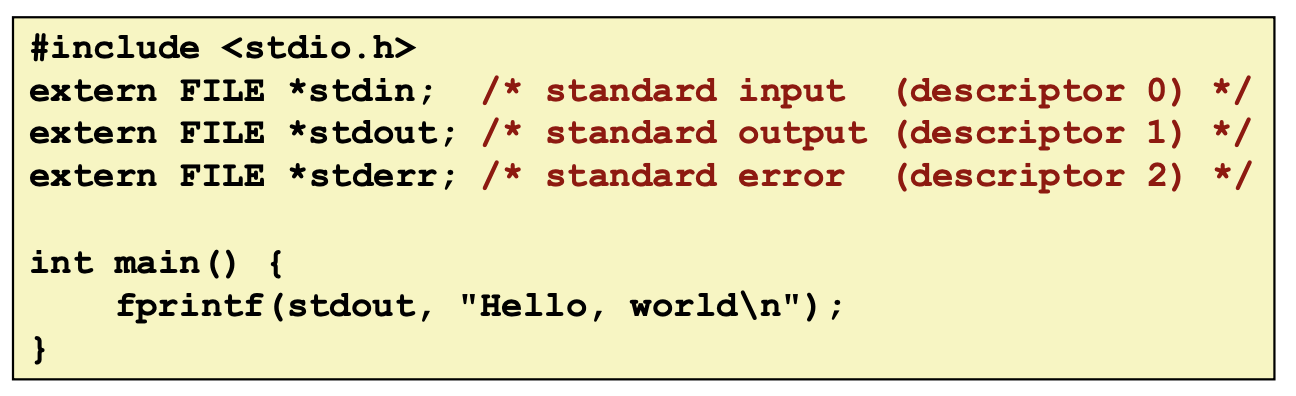 #include <stdio.h>
extern FILE *stdin;  /* standard input  (descriptor 0) */
extern FILE *stdout; /* standard output (descriptor 1) */
extern FILE *stderr; /* standard error  (descriptor 2) */
int main() {
    fprintf(stdout, "Hello, world\n");
}